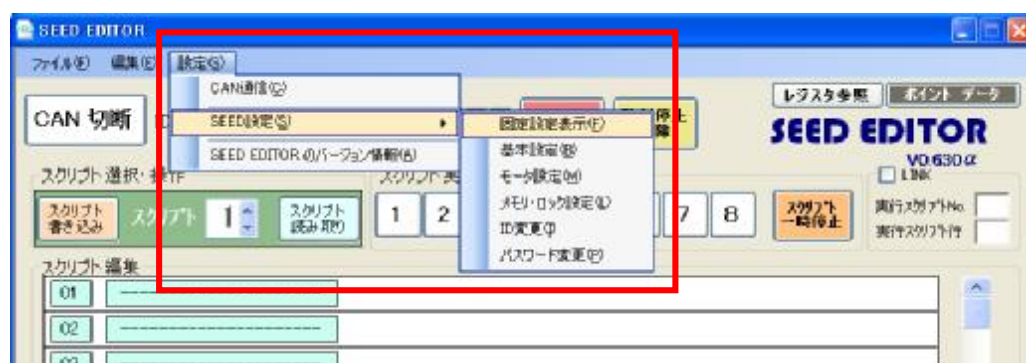 SEED EDITOR
ファイル(F) 編集(E) 設定(G)
CAN通信(C)
SEED設定(S)
SEED EDITOR のバージョン情報(A)
固定設定表示(F)
基本設定(B)
モータ設定(M)
メモリ・ロック設定(L)
ID変更(I)
パスワード変更(P)
CAN 切断
レジスタ参照 ポイント データ
SEED EDITOR
V0.630α
LINK
スクリプト 選択・操作
スクリプト書き込み スクリプト 1 スクリプト読み取り
1 2 7 8
スクリプト一時停止
実行スクリプトNo.
実行スクリプト行
スクリプト 編集
01 --------------------
02 --------------------
03